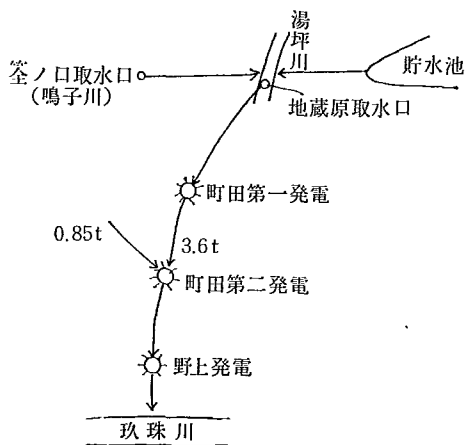 湯坪川
筌ノ口取水口
(鳴子川)
貯水池
地蔵原取水口
町田第一発電
0.85t
3.6t
町田第二発電
野上発電
玖珠川